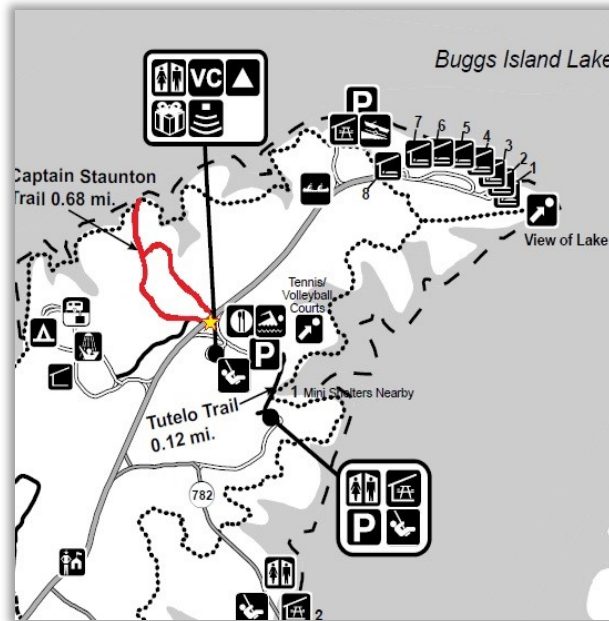 Buggs Island Lake
VC
P
7
6
5
4
3
2
1
8
Captain Staunton
Trail 0.68 mi.
View of Lake
Tennis/
Volleyball
Courts
P
1 Mini Shelters Nearby
Tutelo Trail
0.12 mi.
782
P
2